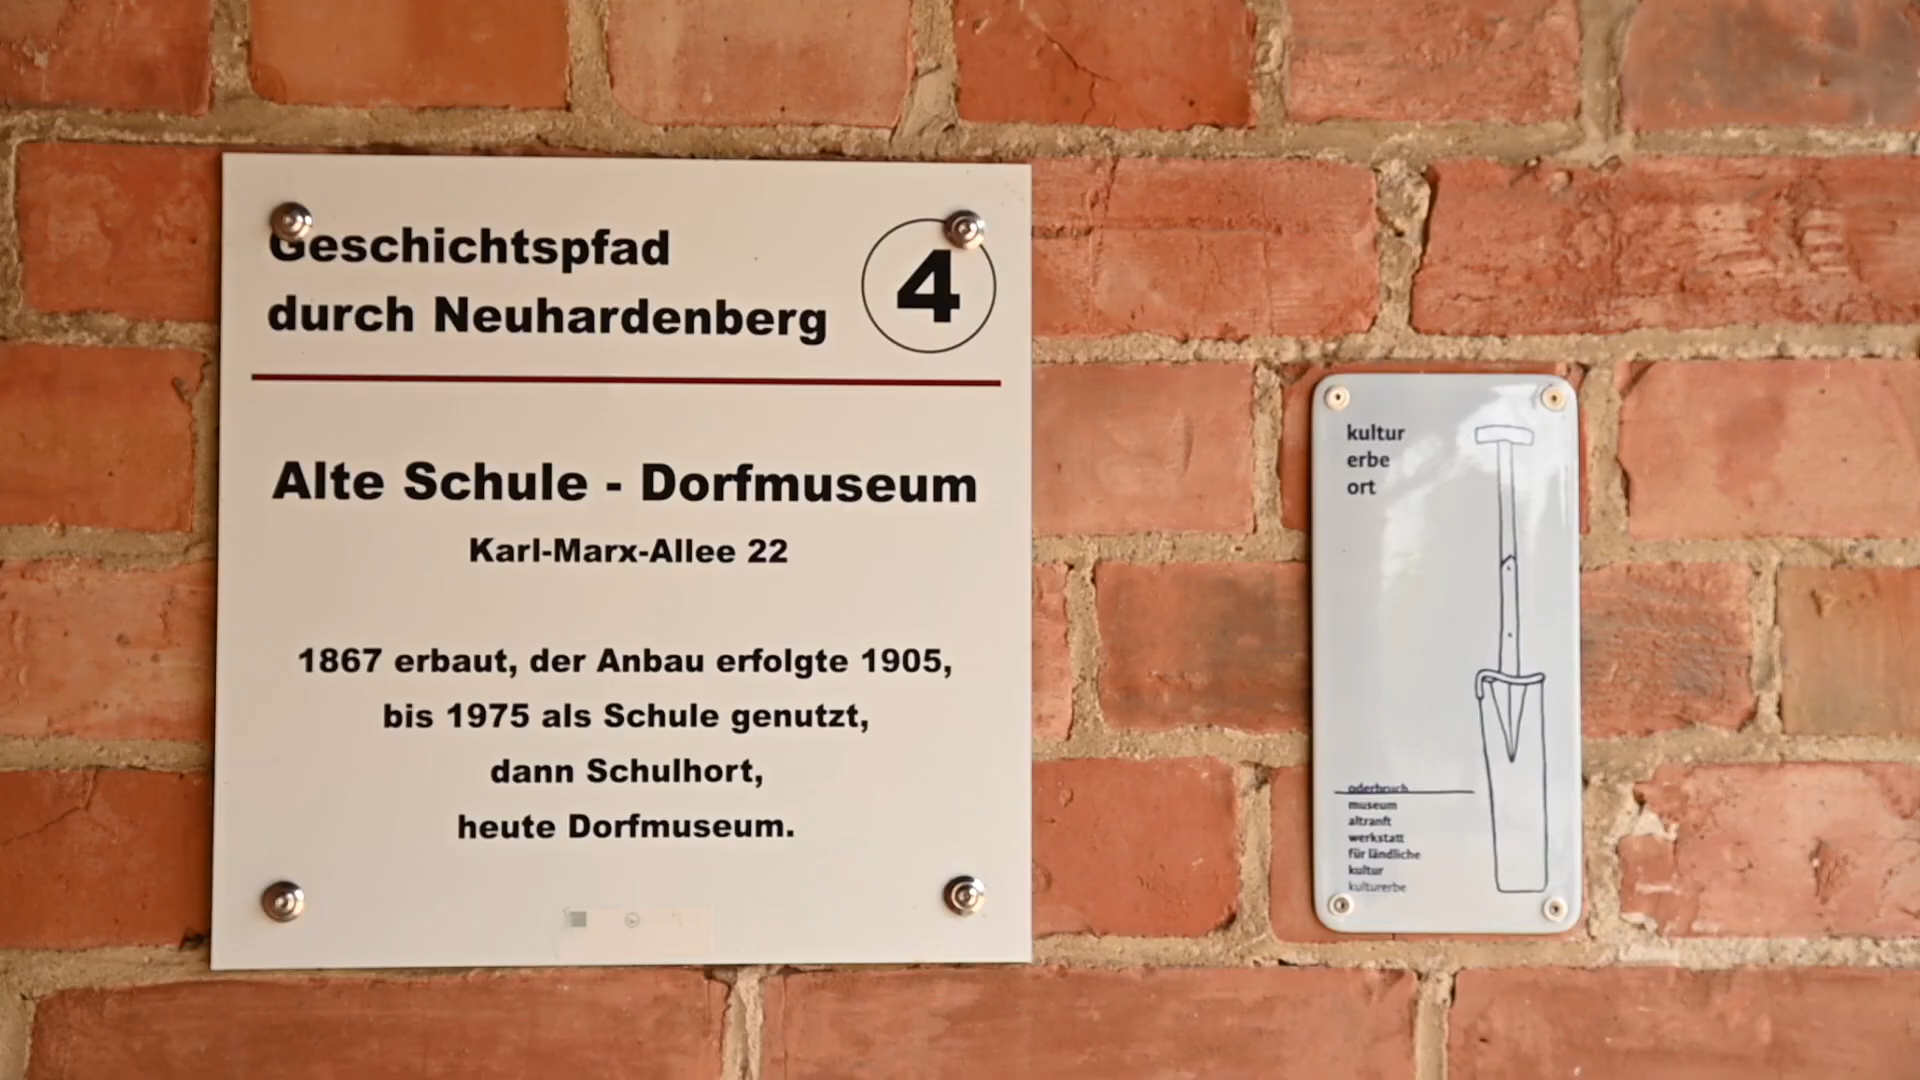 Geschichtspfad
durch Neuhardenberg
4
Alte Schule - Dorfmuseum
Karl-Marx-Allee 22
1867 erbaut, der Anbau erfolgte 1905,
bis 1975 als Schule genutzt,
dann Schulhort,
heute Dorfmuseum.
kultur
erbe
ort
oderbruch
museum
altranft
werkstatt
für ländliche
kultur
kulturerbe